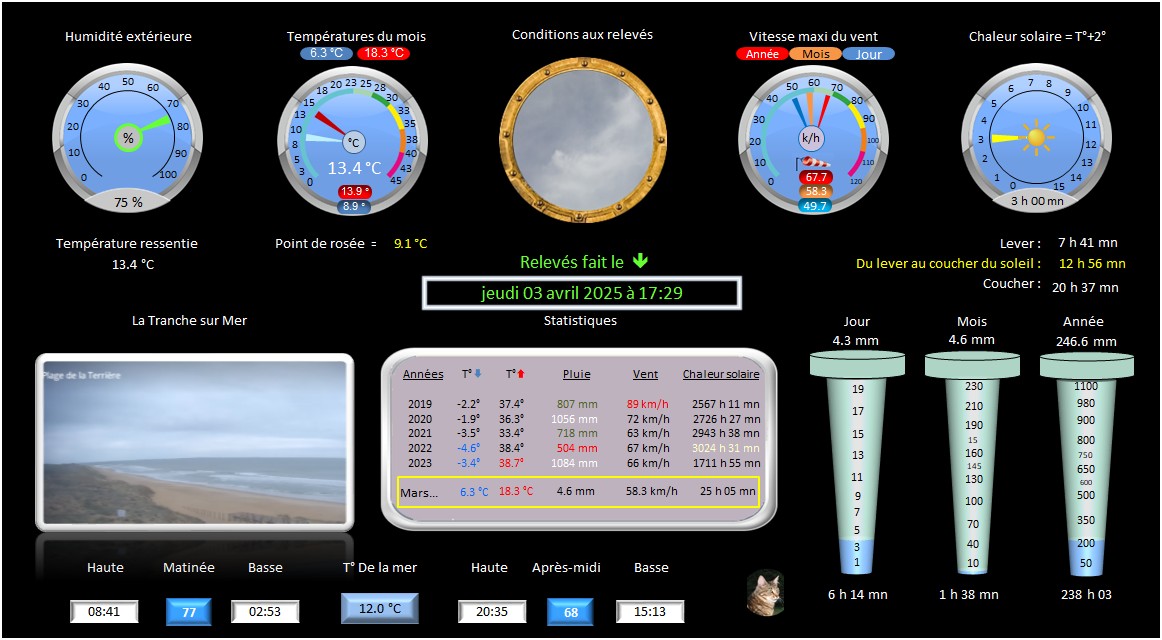 Humidité extérieure
Températures du mois
Conditions aux relevés
Vitesse maxi du vent
Chaleur solaire = T°+2°
6.3 °C 18.3 °C
Année Mois Jour
0 10 20 30 40 50 60 70 80 90 100
%
75 %
0 3 5 8 10 13 15 18 20 23 25 28 30 33 35 38 40 43 45
°C
13.4 °C
13.9 °
8.9 °
0 10 20 30 40 50 60 70 80 90 100 110 120
k/h
67.7
58.3
49.7
0 1 2 3 4 5 6 7 8 9 10 11 12 13 14 15
3 h 00 mn
Température ressentie
13.4 °C
Point de rosée = 9.1 °C
Lever : 7 h 41 mn
Du lever au coucher du soleil : 12 h 56 mn
Coucher : 20 h 37 mn
Relevés fait le
jeudi 03 avril 2025 à 17:29
La Tranche sur Mer
Statistiques
Jour
4.3 mm
Mois
4.6 mm
Année
246.6 mm
Plage de la Terrière
Années T° T° Pluie Vent Chaleur solaire
2019 -2.2° 37.4° 807 mm 89 km/h 2567 h 11 mn
2020 -1.9° 36.3° 1056 mm 72 km/h 2726 h 27 mn
2021 -3.5° 33.4° 718 mm 63 km/h 2943 h 38 mn
2022 -4.6° 38.4° 504 mm 67 km/h 3024 h 31 mn
2023 -3.4° 38.7° 1084 mm 66 km/h 1711 h 55 mn
Mars... 6.3 °C 18.3 °C 4.6 mm 58.3 km/h 25 h 05 mn
19
17
15
13
11
9
7
5
3
1
230
210
190
15
160
145
130
100
70
40
10
1100
980
900
800
750
650
600
500
350
200
50
6 h 14 mn
1 h 38 mn
238 h 03
Haute Matinée Basse T° De la mer Haute Après-midi Basse
08:41 77 02:53 12.0 °C 20:35 68 15:13